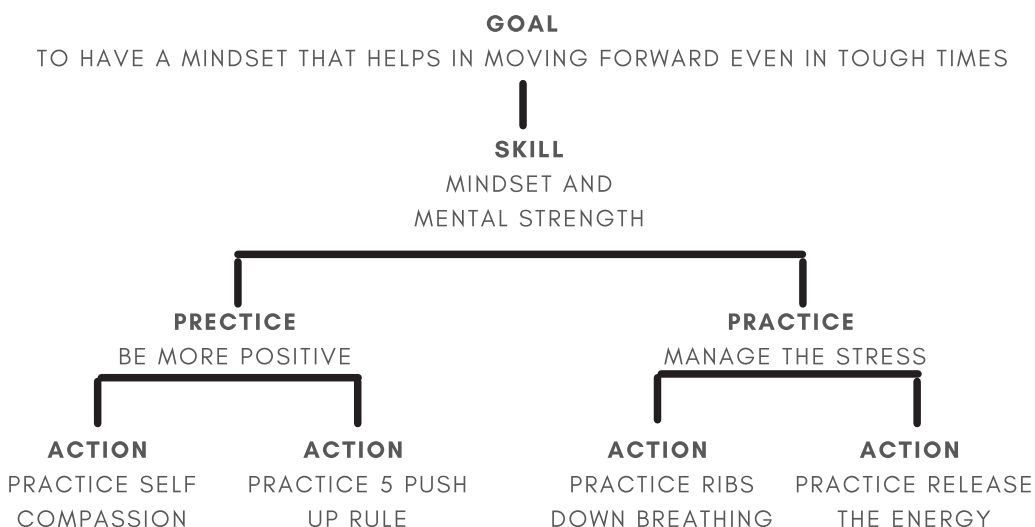 GOAL
TO HAVE A MINDSET THAT HELPS IN MOVING FORWARD EVEN IN TOUGH TIMES
SKILL
MINDSET AND
MENTAL STRENGTH
PRECTICE
BE MORE POSITIVE
PRACTICE
MANAGE THE STRESS
ACTION
PRACTICE SELF
COMPASSION
ACTION
PRACTICE 5 PUSH
UP RULE
ACTION
PRACTICE RIBS
DOWN BREATHING
ACTION
PRACTICE RELEASE
THE ENERGY